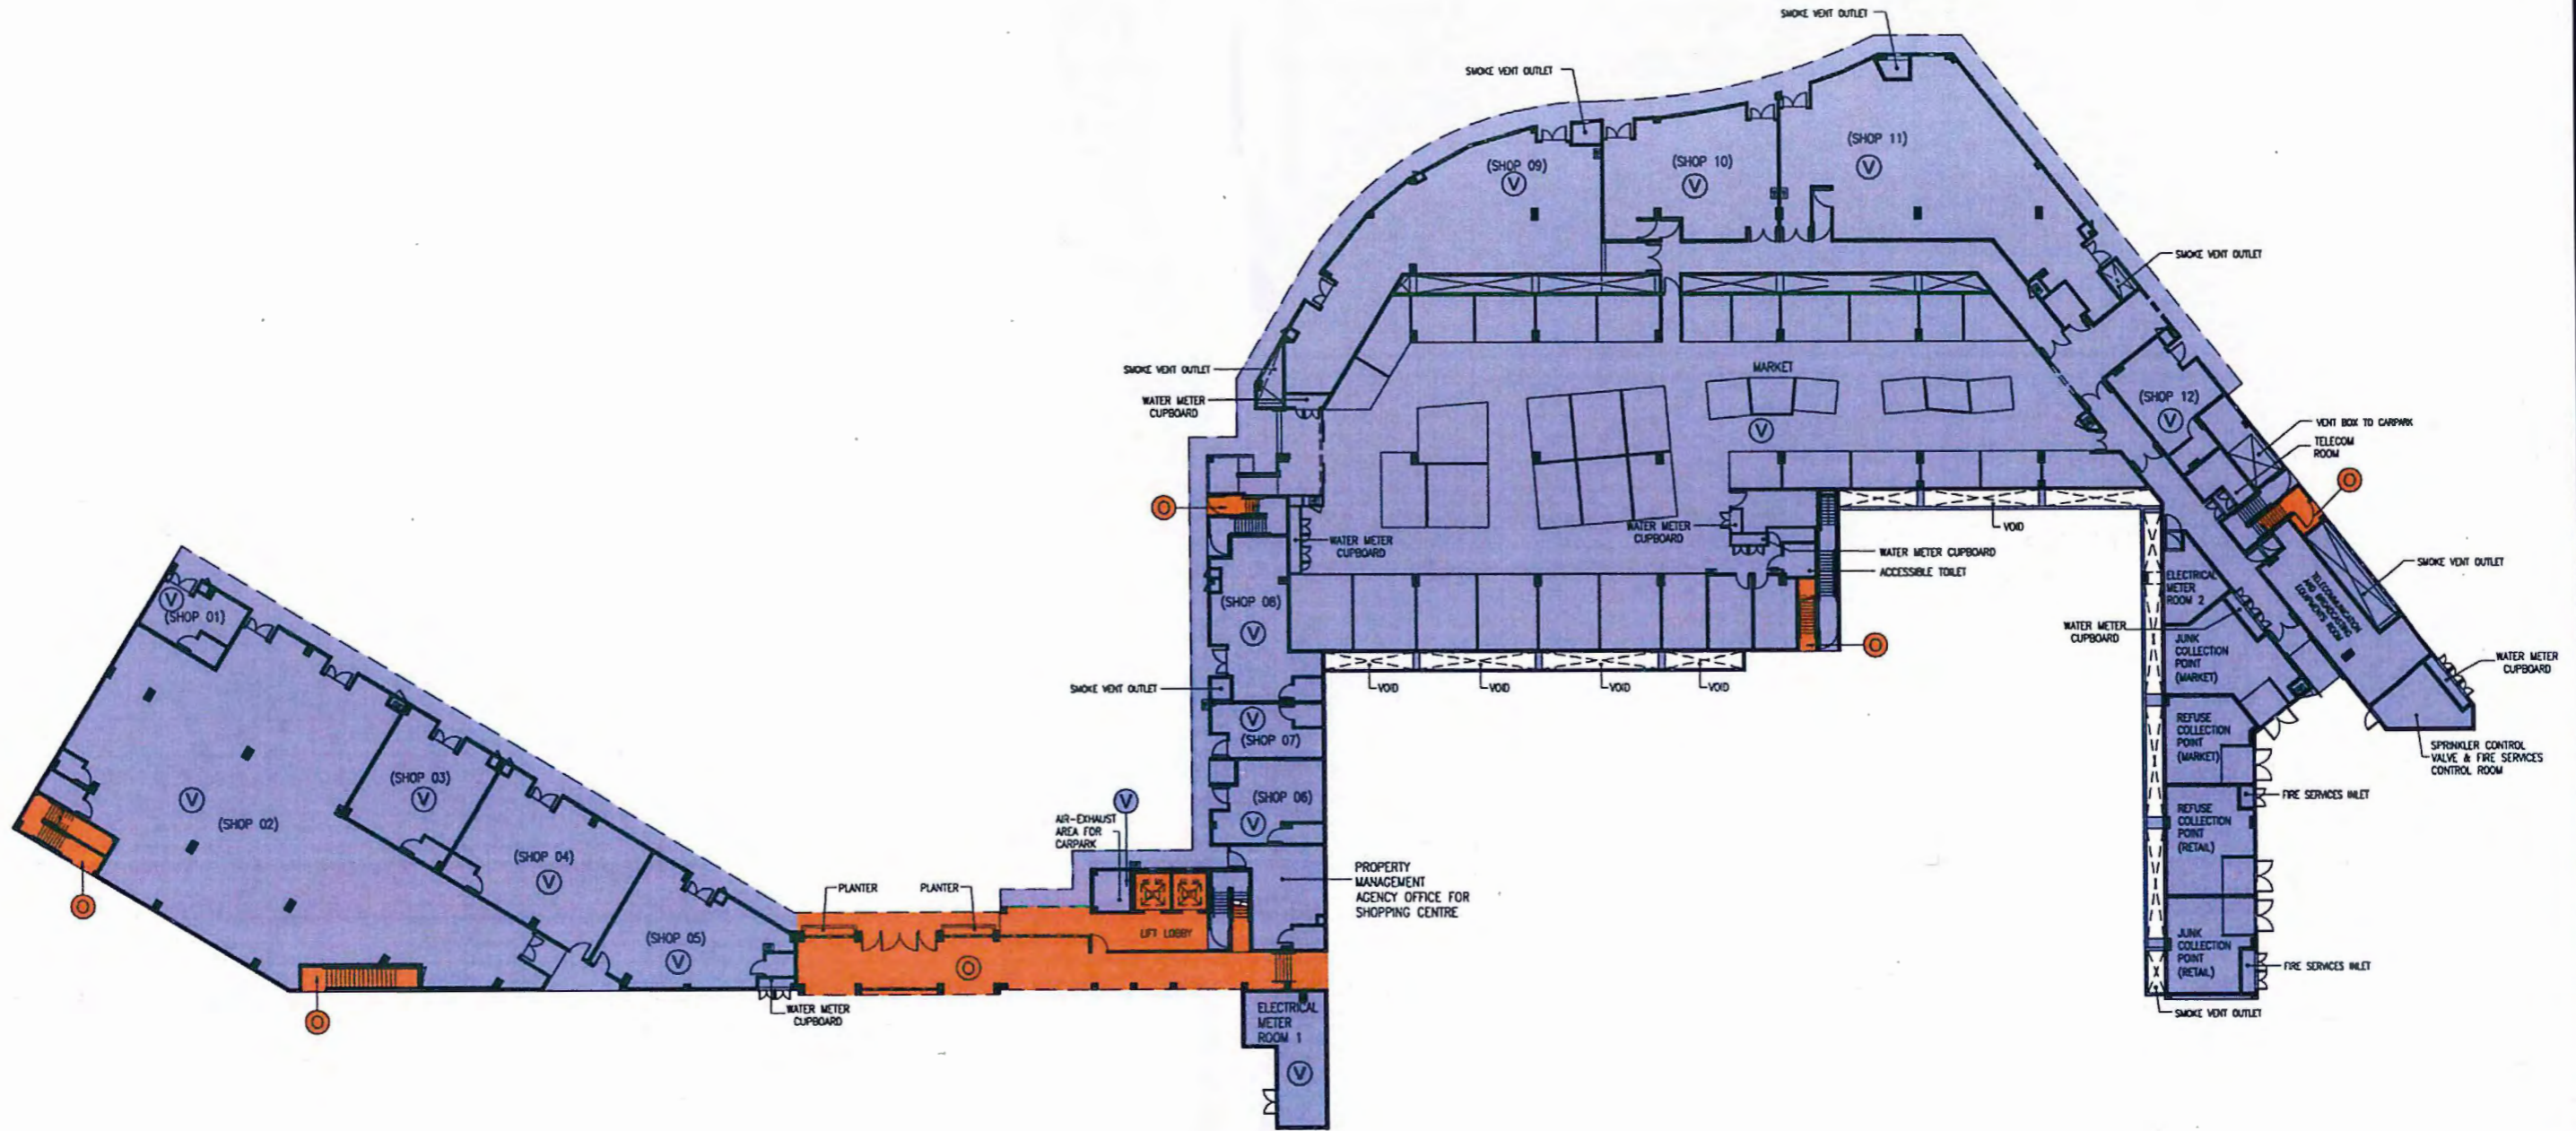 SMOKE VENT OUTLET
SMOKE VENT OUTLET
(SHOP 11)
V
(SHOP 10)
V
(SHOP 09)
V
SMOKE VENT OUTLET
SMOKE VENT OUTLET
WATER METER
CUPBOARD
MARKET
V
(SHOP 12)
V
VENT BOX TO CARPARK
TELECOM
ROOM
O
O
WATER METER
CUPBOARD
WATER METER
CUPBOARD
VOID
WATER METER CUPBOARD
ACCESSIBLE TOILET
SMOKE VENT OUTLET
TELECOMMUNICATION
AND BROADCASTING
EQUIPMENTS ROOM
ELECTRICAL
METER
ROOM 2
WATER METER
CUPBOARD
JUNK
COLLECTION
POINT
(MARKET)
WATER METER
CUPBOARD
O
V
(SHOP 01)
(SHOP 08)
V
SMOKE VENT OUTLET
VOID
VOID
VOID
VOID
V
(SHOP 07)
REFUSE
COLLECTION
POINT
(MARKET)
SPRINKLER CONTROL
VALVE & FIRE SERVICES
CONTROL ROOM
(SHOP 03)
V
V
(SHOP 02)
(SHOP 06)
V
V
AIR-EXHAUST
AREA FOR
CARPARK
FIRE SERVICES INLET
REFUSE
COLLECTION
POINT
(RETAIL)
(SHOP 04)
V
O
PLANTER
PLANTER
PROPERTY
MANAGEMENT
AGENCY OFFICE FOR
SHOPPING CENTRE
(SHOP 05)
V
LIFT LOBBY
O
JUNK
COLLECTION
POINT
(RETAIL)
FIRE SERVICES INLET
O
WATER METER
CUPBOARD
ELECTRICAL
METER
ROOM 1
V
SMOKE VENT OUTLET